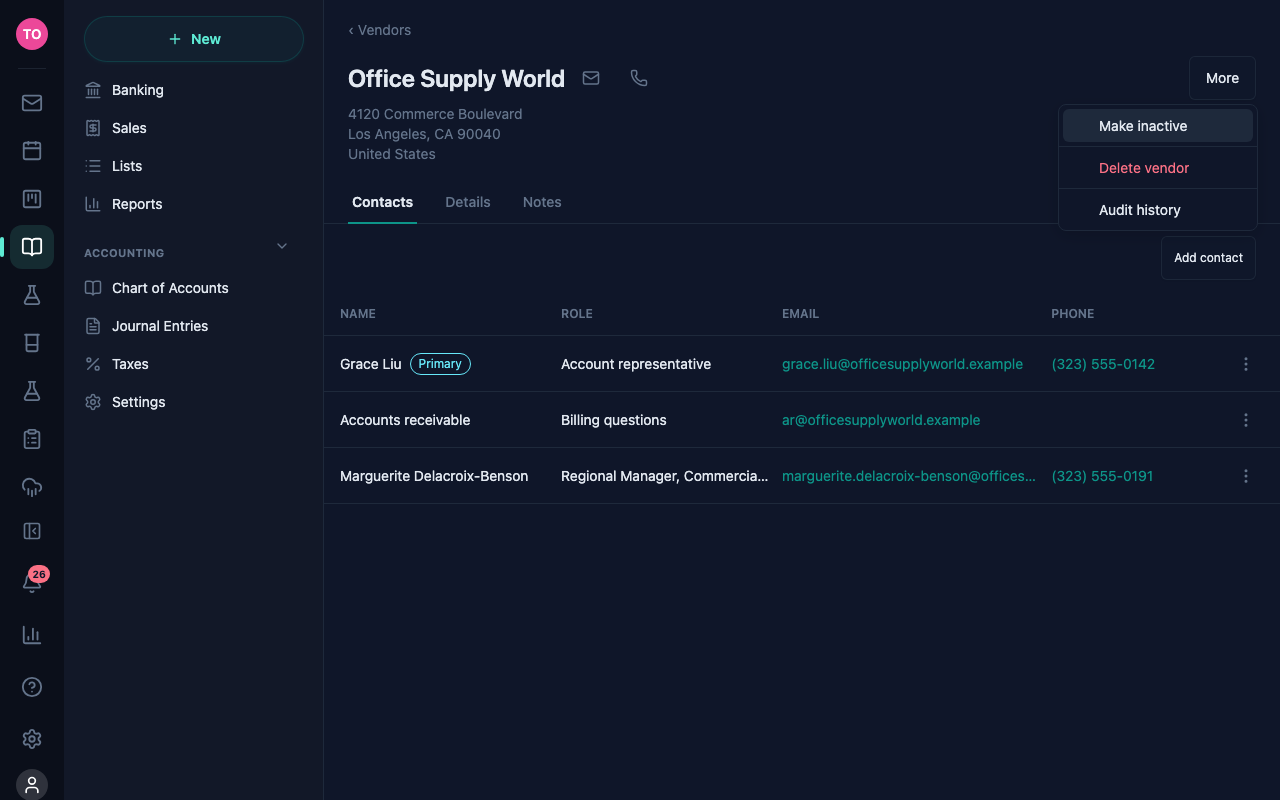 TO
New
Banking
Sales
Lists
Reports
ACCOUNTING
Chart of Accounts
Journal Entries
Taxes
Settings
26
‹ Vendors
Office Supply World
4120 Commerce Boulevard
Los Angeles, CA 90040
United States
More
Make inactive
Delete vendor
Audit history
Contacts Details Notes
Add contact
NAME ROLE EMAIL PHONE
Grace Liu Primary Account representative grace.liu@officesupplyworld.example (323) 555-0142
Accounts receivable Billing questions ar@officesupplyworld.example
Marguerite Delacroix-Benson Regional Manager, Commercia... marguerite.delacroix-benson@offices... (323) 555-0191